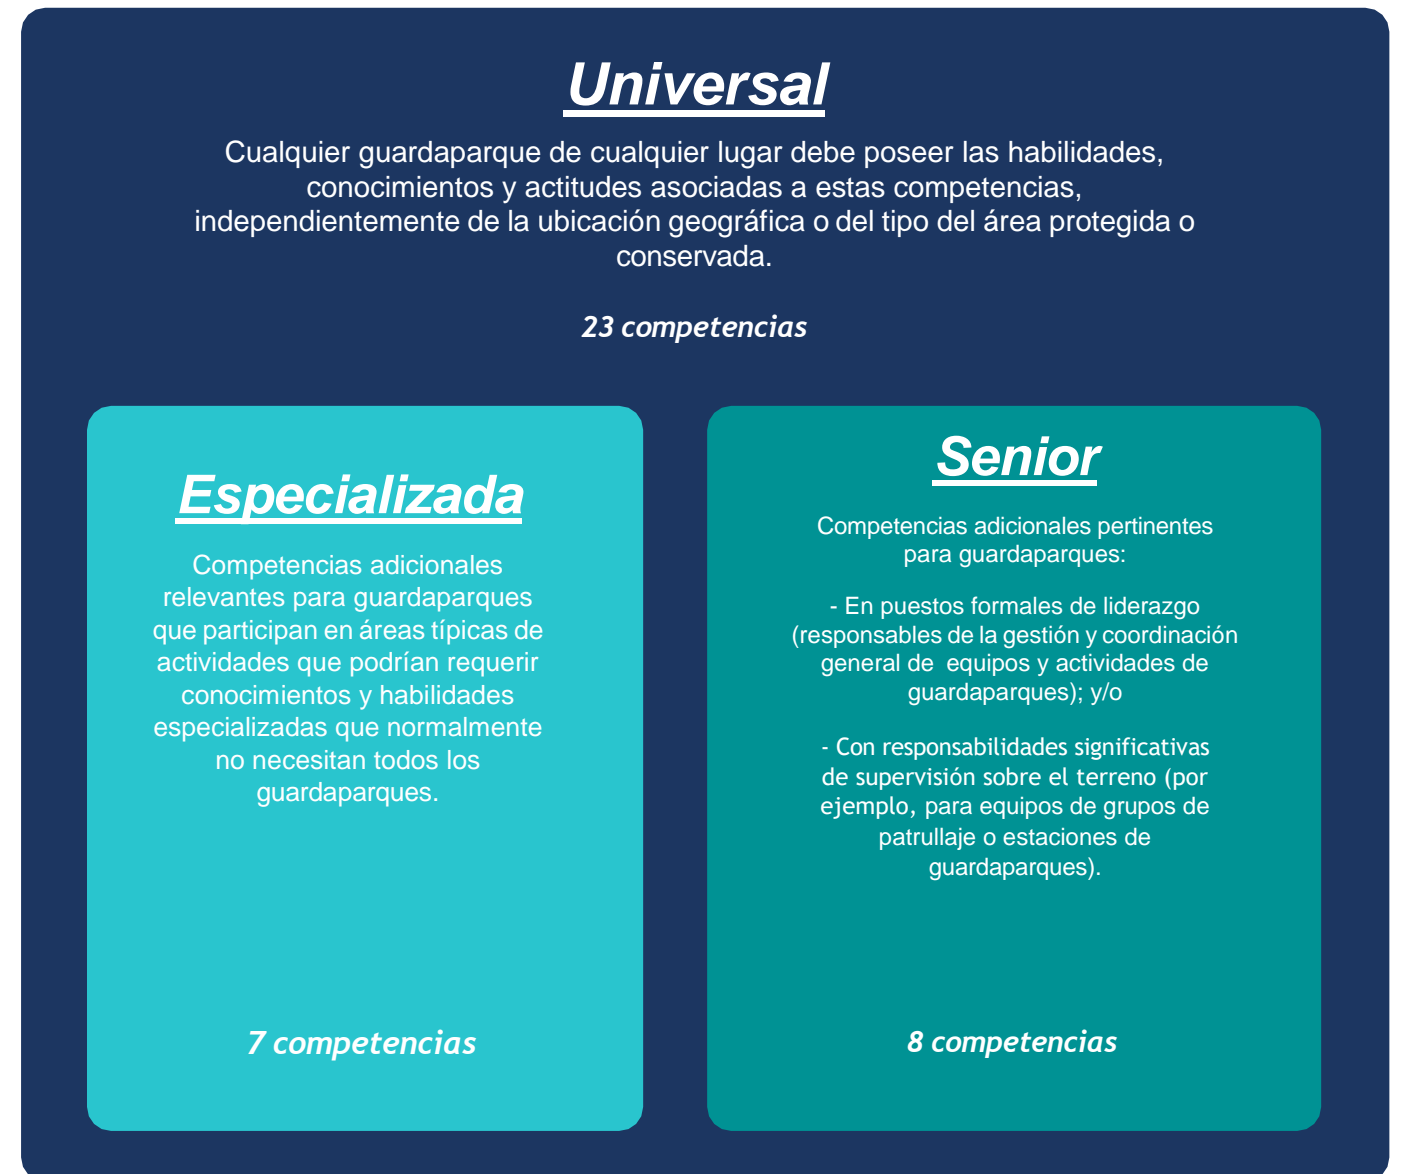 Universal
Cualquier guardaparque de cualquier lugar debe poseer las habilidades,
conocimientos y actitudes asociadas a estas competencias,
independientemente de la ubicación geográfica o del tipo del área protegida o
conservada.
23 competencias
Especializada
Competencias adicionales
relevantes para guardaparques
que participan en áreas típicas de
actividades que podrían requerir
conocimientos y habilidades
especializadas que normalmente
no necesitan todos los
guardaparques.
7 competencias
Senior
Competencias adicionales pertinentes
para guardaparques:
- En puestos formales de liderazgo
(responsables de la gestión y coordinación
general de equipos y actividades de
guardaparques); y/o
- Con responsabilidades significativas
de supervisión sobre el terreno (por
ejemplo, para equipos de grupos de
patrullaje o estaciones de
guardaparques).
8 competencias